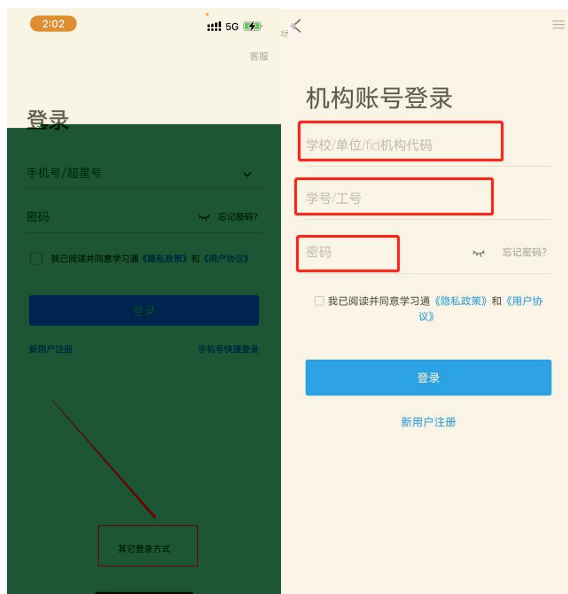 2:02
5G
客服
登录
手机号/超星号
密码
忘记密码?
我已阅读并同意学习通《隐私政策》和《用户协议》
登录
新用户注册
手机号快捷登录
其它登录方式
机构账号登录
学校/单位/fid机构代码
学号/工号
密码
忘记密码?
我已阅读并同意学习通《隐私政策》和《用户协
议》
登录
新用户注册